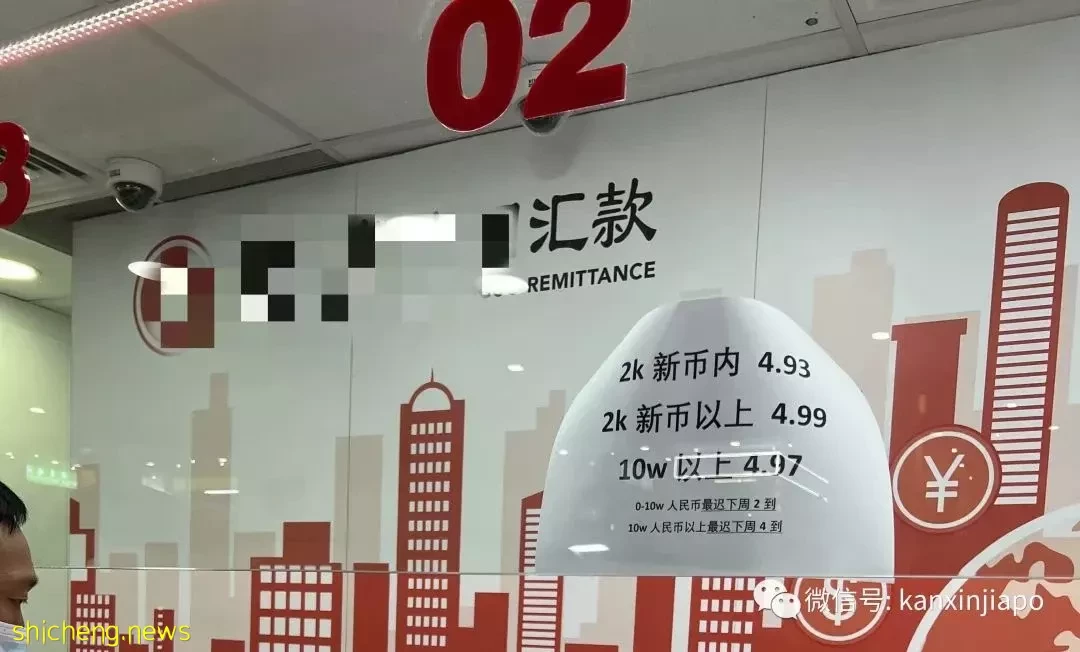 02
3
汇款
REMITTANCE
2k 新币内 4.93
2k 新币以上 4.99
10w 以上 4.97
0-10w 人民币最迟下周 2 到
10w 人民币以上最迟下周 4 到
¥
$
微信号: kanxinjiapo
shicheng.news